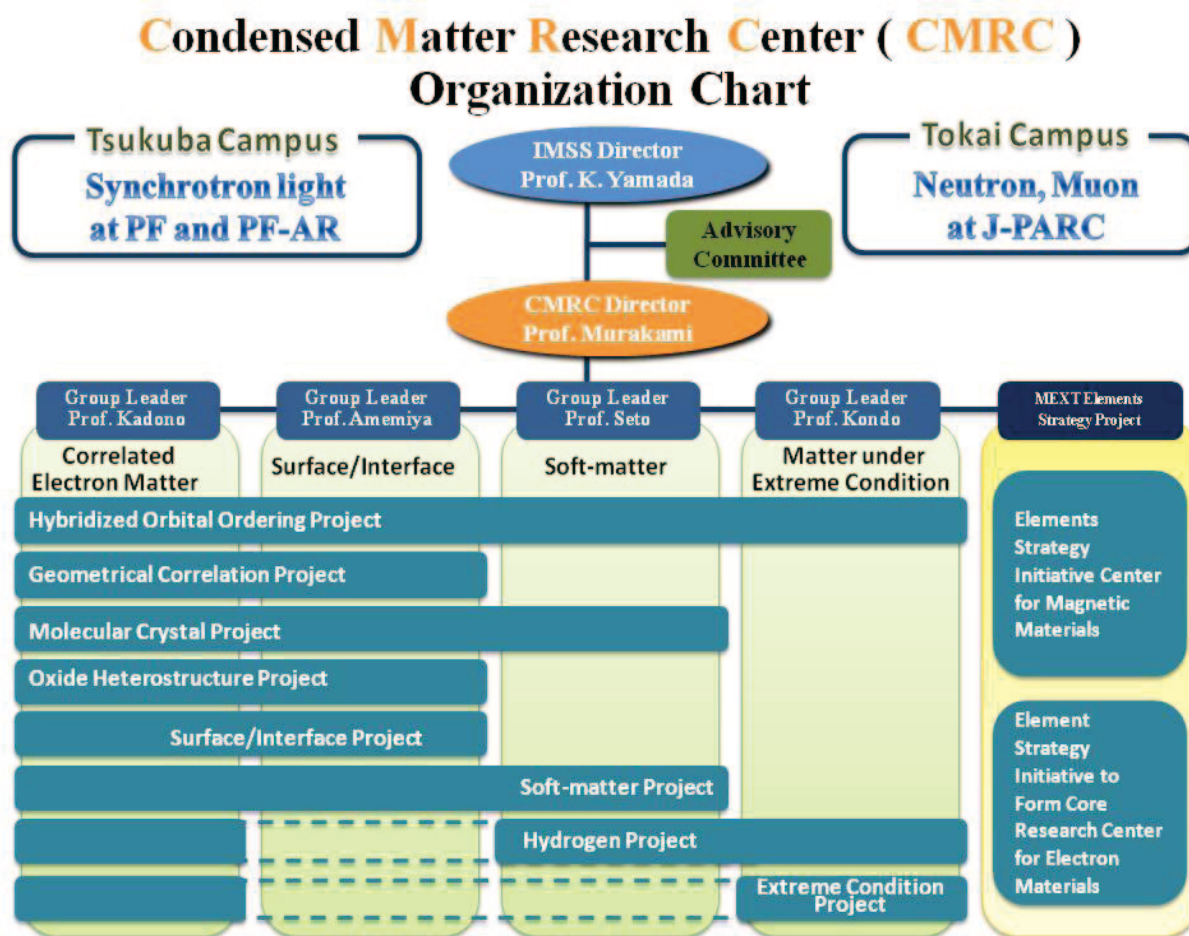 Condensed Matter Research Center ( CMRC )
Organization Chart
Tsukuba Campus
Synchrotron light
at PF and PF-AR
IMSS Director
Prof. K. Yamada
Tokai Campus
Neutron, Muon
at J-PARC
Advisory
Committee
CMRC Director
Prof. Murakami
Group Leader
Prof. Kadono
Group Leader
Prof. Amemiya
Group Leader
Prof. Seto
Group Leader
Prof. Kondo
MEXT Elements
Strategy Project
Correlated
Electron Matter
Surface/Interface
Soft-matter
Matter under
Extreme Condition
Hybridized Orbital Ordering Project
Geometrical Correlation Project
Molecular Crystal Project
Oxide Heterostructure Project
Surface/Interface Project
Soft-matter Project
Hydrogen Project
Extreme Condition
Project
Elements
Strategy
Initiative Center
for Magnetic
Materials
Element
Strategy
Initiative to
Form Core
Research Center
for Electron
Materials